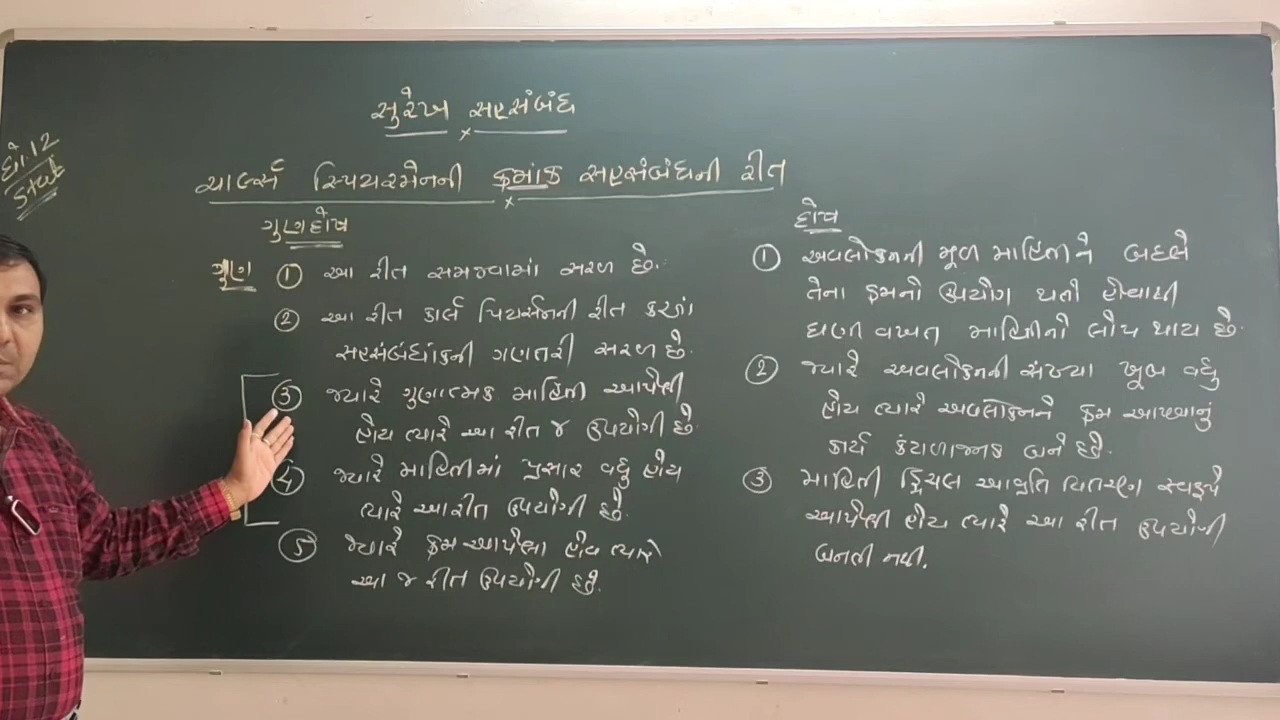 ધો.12
Stat
સુરેખ સહસંબંધ
ચાર્લ્સ સ્પિયરમેનની ક્રમાંક સહસંબંધની રીત
ગુણદોષ
ગુણ ① આ રીત સમજવામાં સરળ છે.
② આ રીત કાર્લ પિયર્સનની રીત કરતાં
સહસંબંધાંકની ગણતરી સરળ છે.
③ જ્યારે ગુણાત્મક માહિતી આપેલી
હોય ત્યારે આ રીત જ ઉપયોગી છે.
④ જ્યારે માહિતીમાં પ્રસાર વધુ હોય
ત્યારે આ રીત ઉપયોગી છે.
⑤ જ્યારે ક્રમ આપેલા હોય ત્યારે
આ જ રીત ઉપયોગી છે.
દોષ
① અવલોકનની મૂળ માહિતીને બદલે
તેના ક્રમનો ઉપયોગ થતો હોવાથી
ઘણી વખત માહિતીનો લોપ થાય છે.
② જ્યારે અવલોકનની સંખ્યા ખૂબ વધુ
હોય ત્યારે અવલોકનને ક્રમ આપવાનું
કાર્ય કંટાળાજનક બને છે.
③ માહિતી દ્વિચલ આવૃત્તિ વિતરણ સ્વરૂપે
આપેલી હોય ત્યારે આ રીત ઉપયોગી
બનતી નથી.